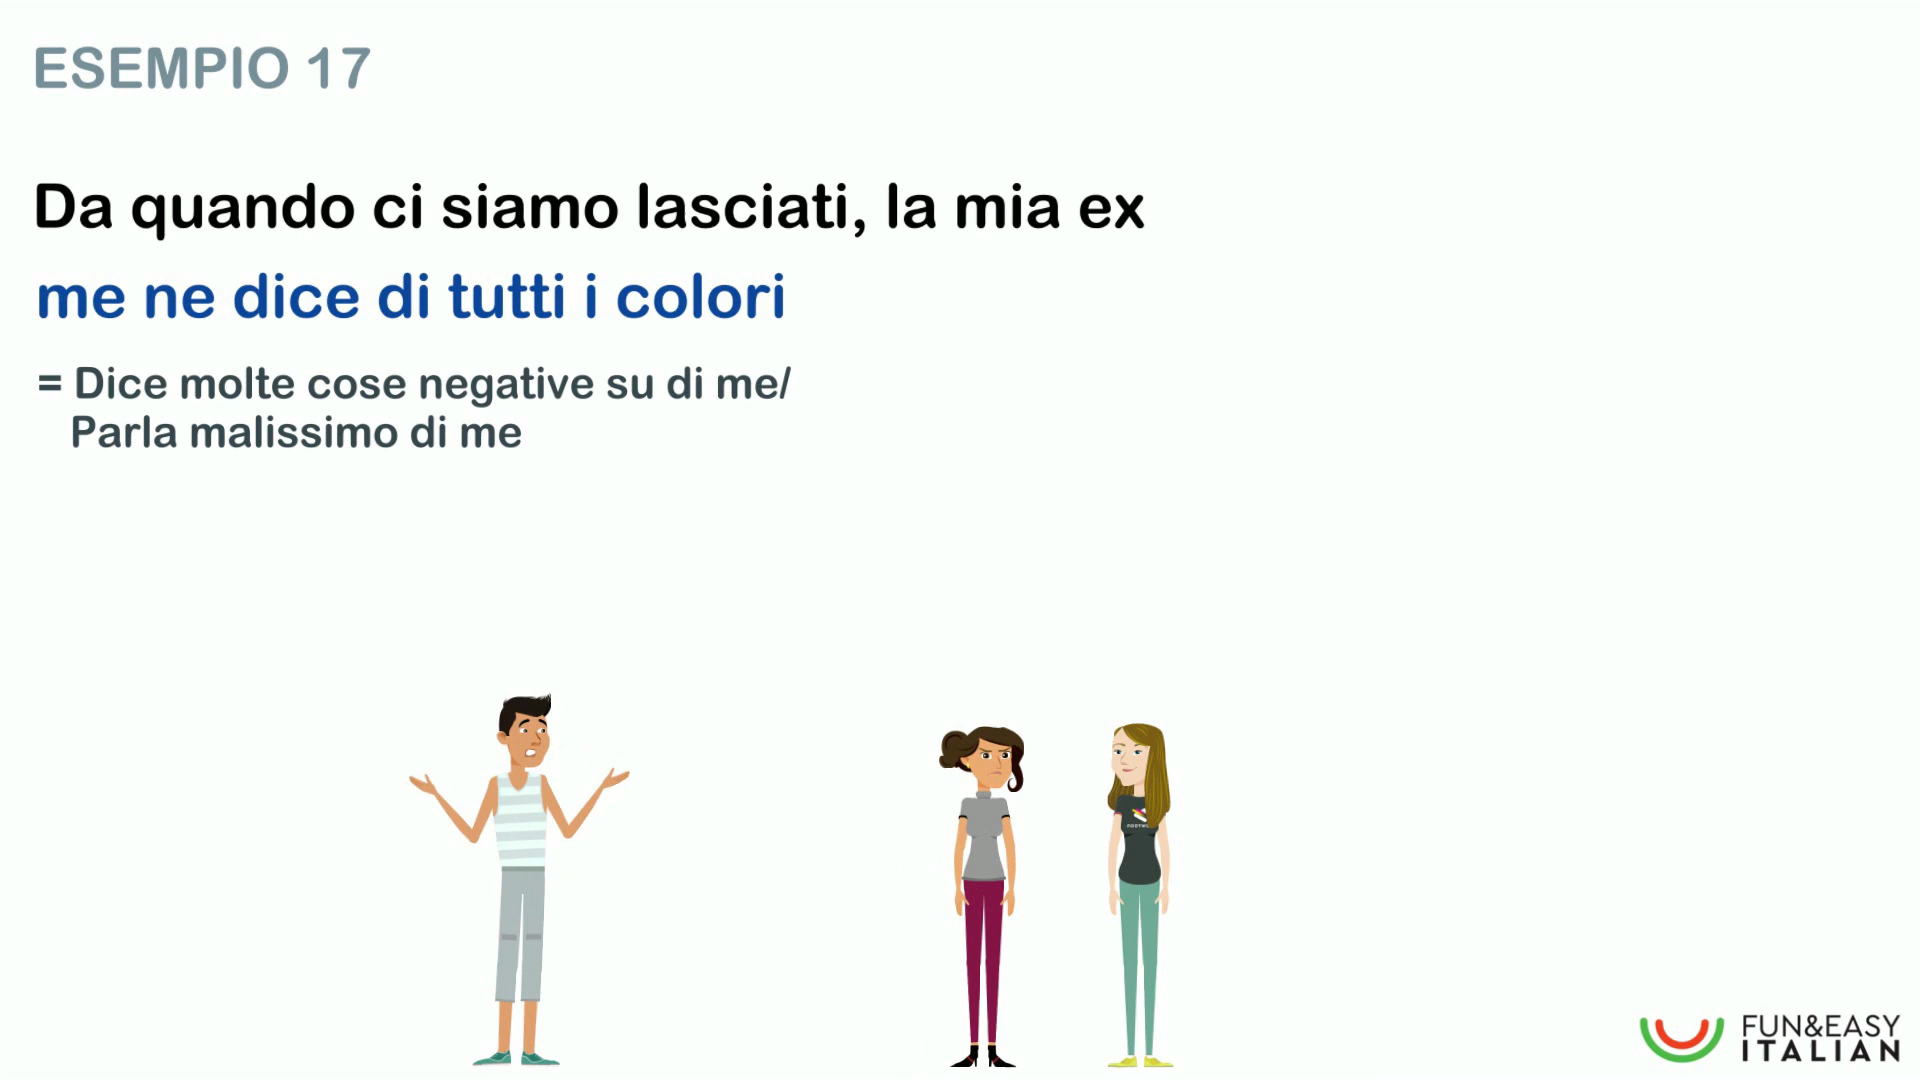 ESEMPIO 17
Da quando ci siamo lasciati, la mia ex
me ne dice di tutti i colori
= Dice molte cose negative su di me/
Parla malissimo di me
FUN&EASY
ITALIAN